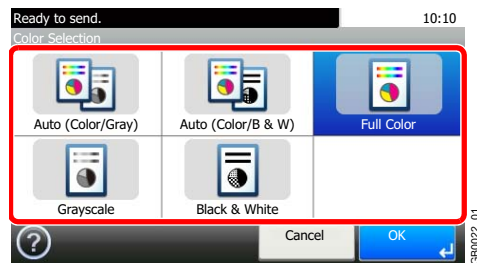 Ready to send. 10:10
Color Selection
Auto (Color/Gray) Auto (Color/B & W) Full Color
Grayscale Black & White
? Cancel OK
GB0022_01